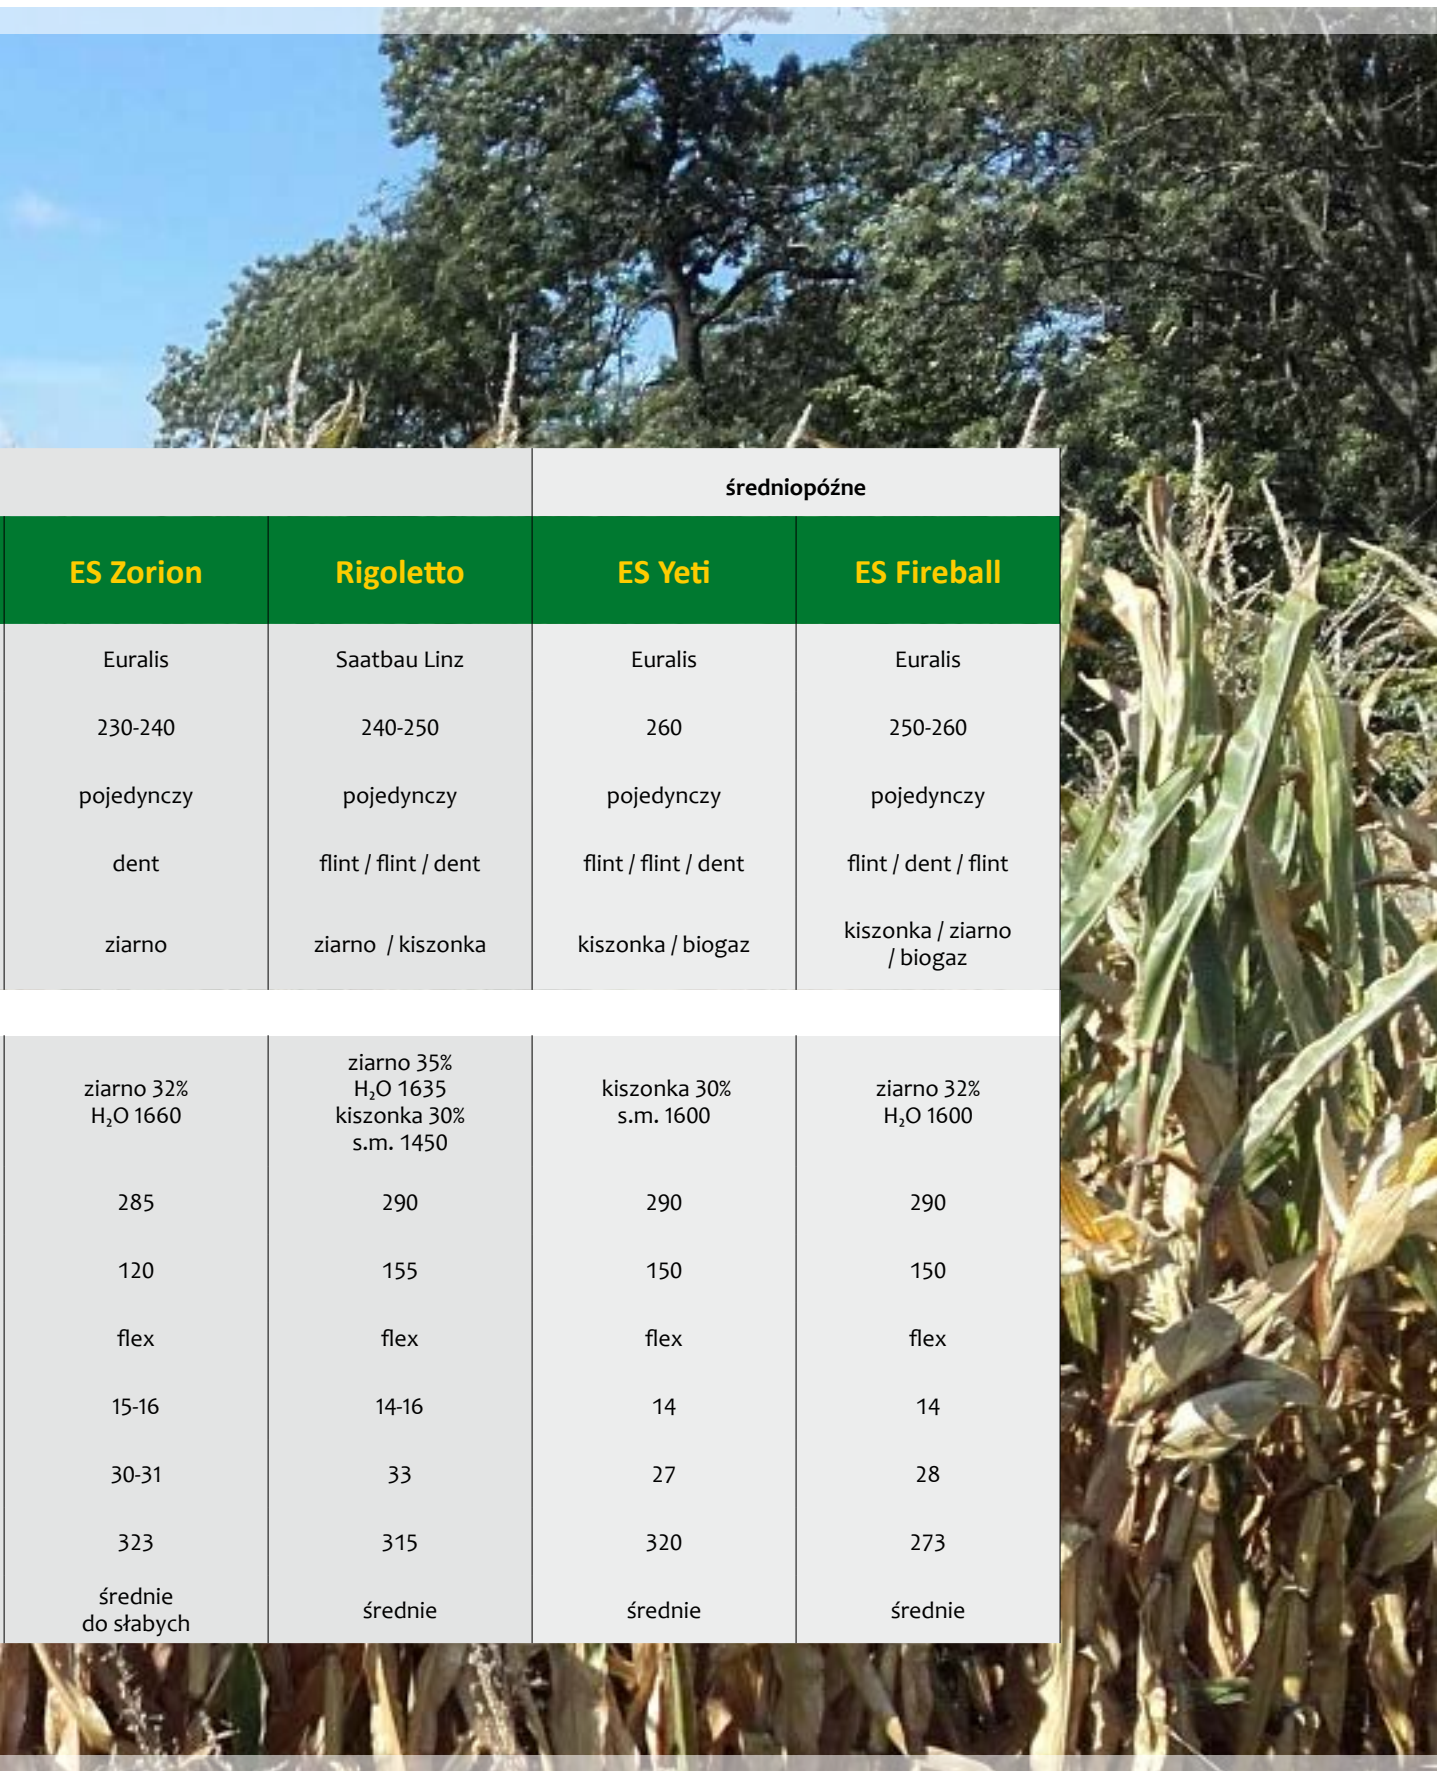 średniopóźne
ES Zorion Rigoletto ES Yeti ES Fireball
Euralis Saatbau Linz Euralis Euralis
230-240 240-250 260 250-260
pojedynczy pojedynczy pojedynczy pojedynczy
dent flint / flint / dent flint / flint / dent flint / dent / flint
ziarno ziarno / kiszonka kiszonka / biogaz kiszonka / ziarno
/ biogaz
ziarno 32%
H₂O 1660
ziarno 35%
H₂O 1635
kiszonka 30%
s.m. 1450
kiszonka 30%
s.m. 1600
ziarno 32%
H₂O 1600
285 290 290 290
120 155 150 150
flex flex flex flex
15-16 14-16 14 14
30-31 33 27 28
323 315 320 273
średnie
do słabych
średnie średnie średnie